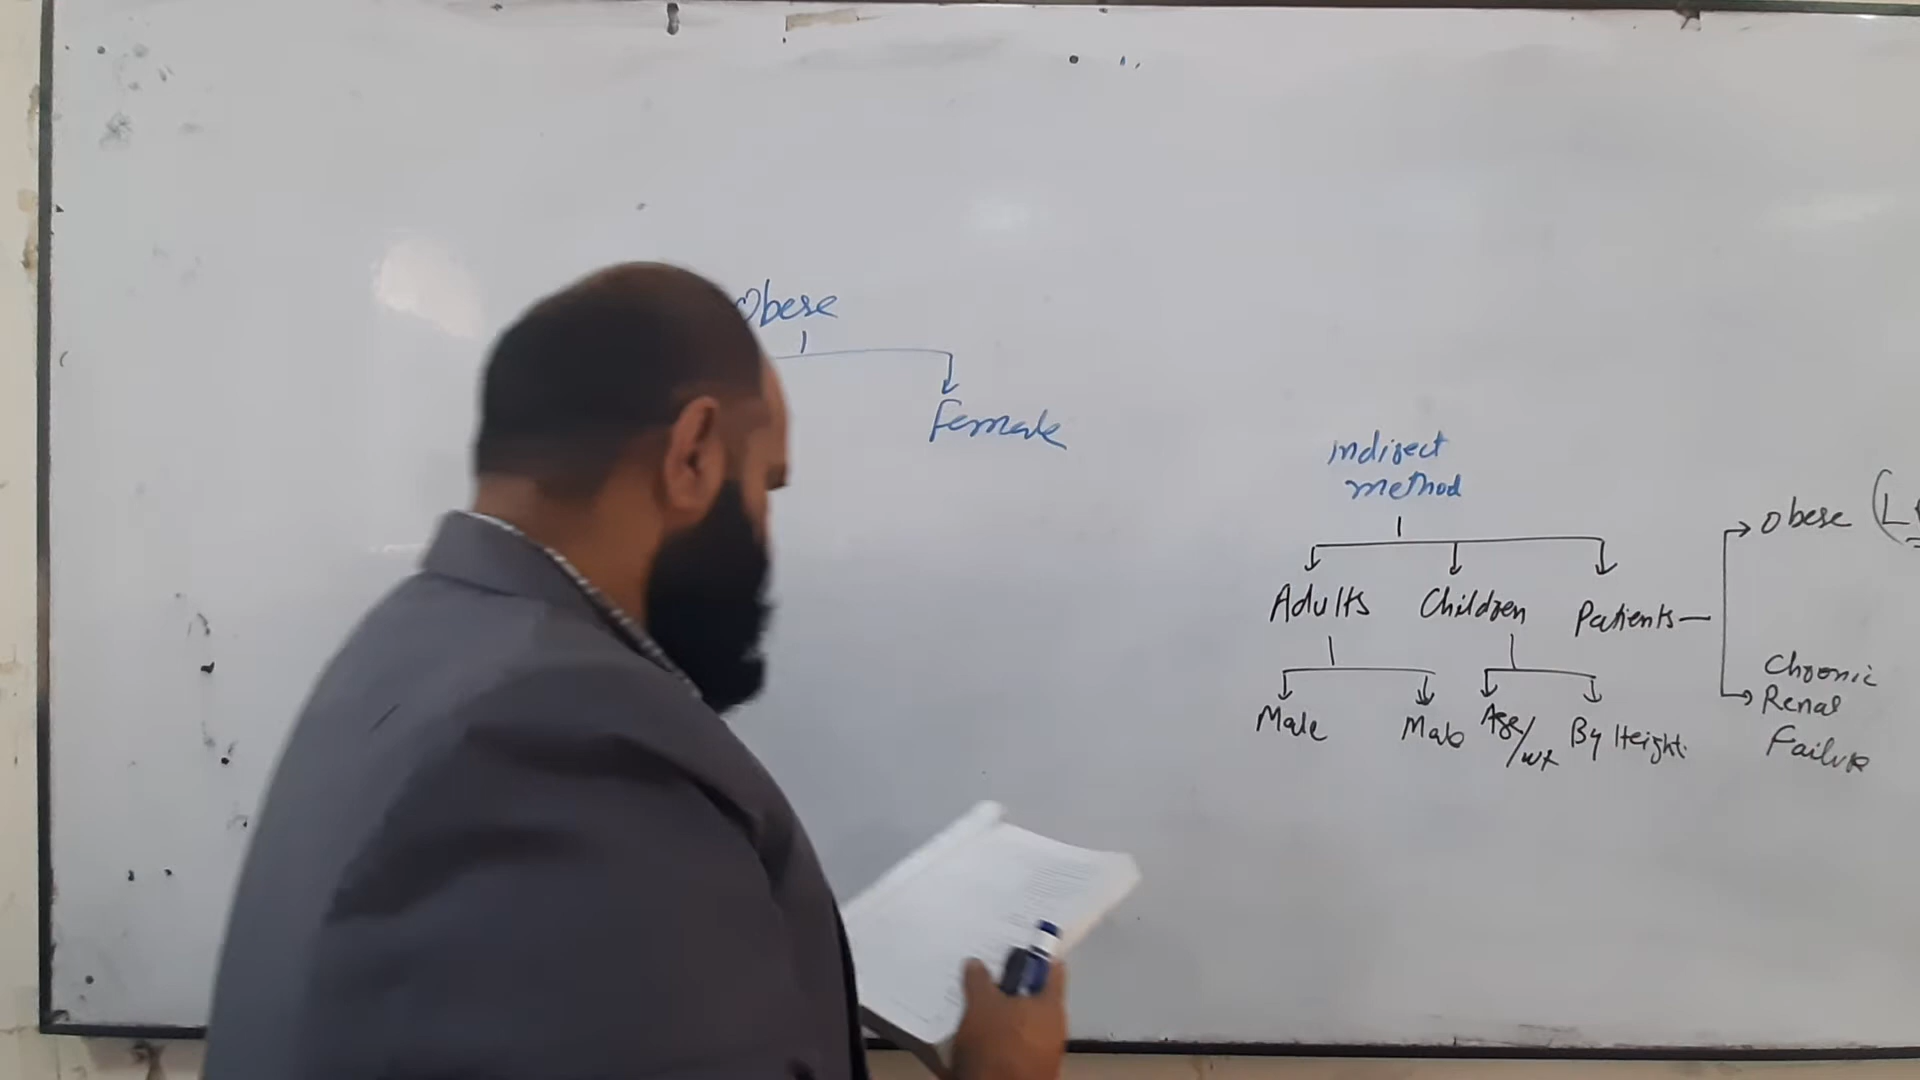 Obese
Female
indirect
method
Adults Children Patients
Obese (L
Chronic
Renal
Failure
Male Male Age/wt By Height